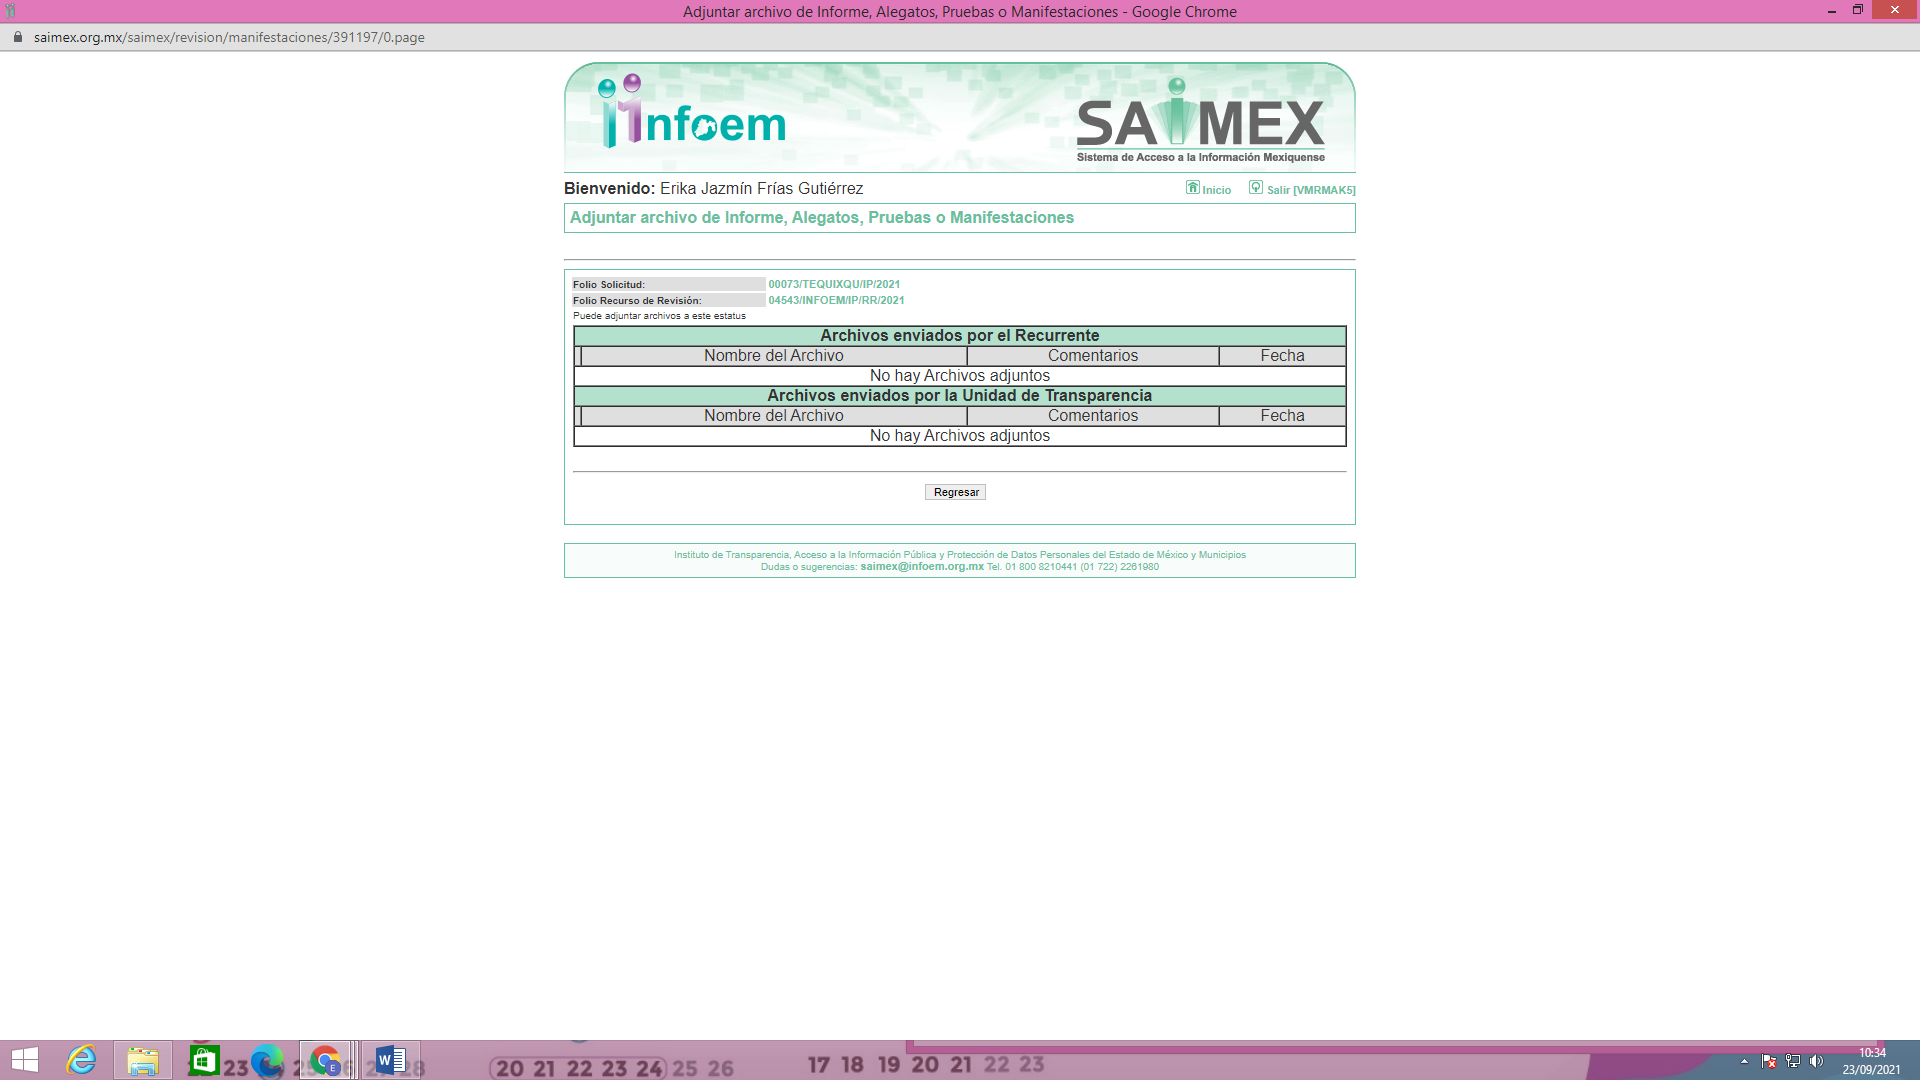 Adjuntar archivo de Informe, Alegatos, Pruebas o Manifestaciones - Google Chrome
saimex.org.mx/saimex/revision/manifestaciones/391197/0.page
infoem
SAIMEX
Sistema de Acceso a la Información Mexiquense
Bienvenido: Erika Jazmín Frías Gutiérrez
Inicio Salir [VMRMAK5]
Adjuntar archivo de Informe, Alegatos, Pruebas o Manifestaciones
Folio Solicitud: 00073/TEQUIXQU/IP/2021
Folio Recurso de Revisión: 04543/INFOEM/IP/RR/2021
Puede adjuntar archivos a este estatus
Archivos enviados por el Recurrente
Nombre del Archivo Comentarios Fecha
No hay Archivos adjuntos
Archivos enviados por la Unidad de Transparencia
Nombre del Archivo Comentarios Fecha
No hay Archivos adjuntos
Regresar
Instituto de Transparencia, Acceso a la Información Pública y Protección de Datos Personales del Estado de México y Municipios
Dudas o sugerencias: saimex@infoem.org.mx Tel. 01 800 8210441 (01 722) 2261980
23 28
20 21 22 23 24 25 26
17 18 19 20 21 22 23
10:34
23/09/2021